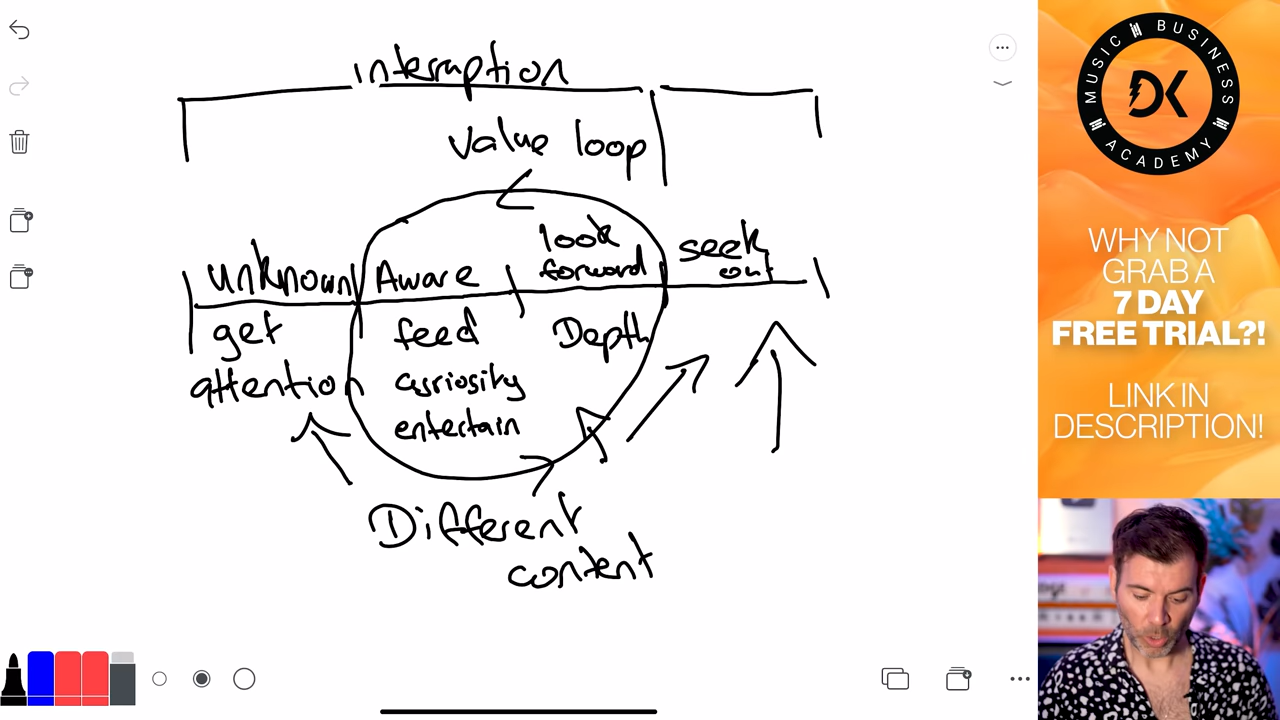 interruption
value loop
unknown
Aware
look
forward
seek
out
get
attention
feed
curiosity
entertain
Depth
Different
content
MUSIC BUSINESS
DK
ACADEMY
WHY NOT
GRAB A
7 DAY
FREE TRIAL?!
LINK IN
DESCRIPTION!